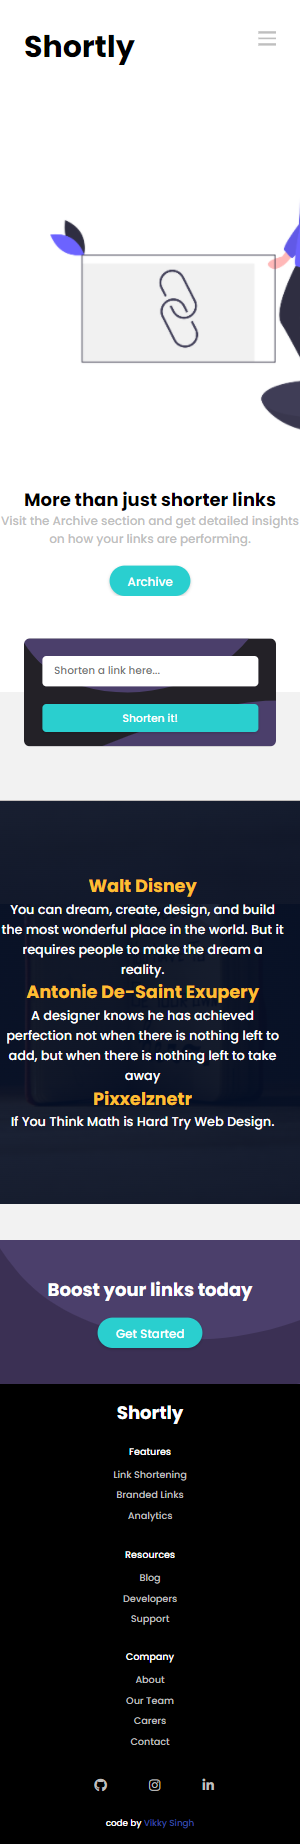 Shortly
More than just shorter links
Visit the Archive section and get detailed insights
on how your links are performing.
Archive
Shorten a link here...
Shorten it!
Walt Disney
You can dream, create, design, and build
the most wonderful place in the world. But it
requires people to make the dream a
reality.
Antonie De-Saint Exupery
A designer knows he has achieved
perfection not when there is nothing left to
add, but when there is nothing left to take
away
Pixxelznetr
If You Think Math is Hard Try Web Design.
Boost your links today
Get Started
Shortly
Features
Link Shortening
Branded Links
Analytics
Resources
Blog
Developers
Support
Company
About
Our Team
Carers
Contact
code by Vikky Singh